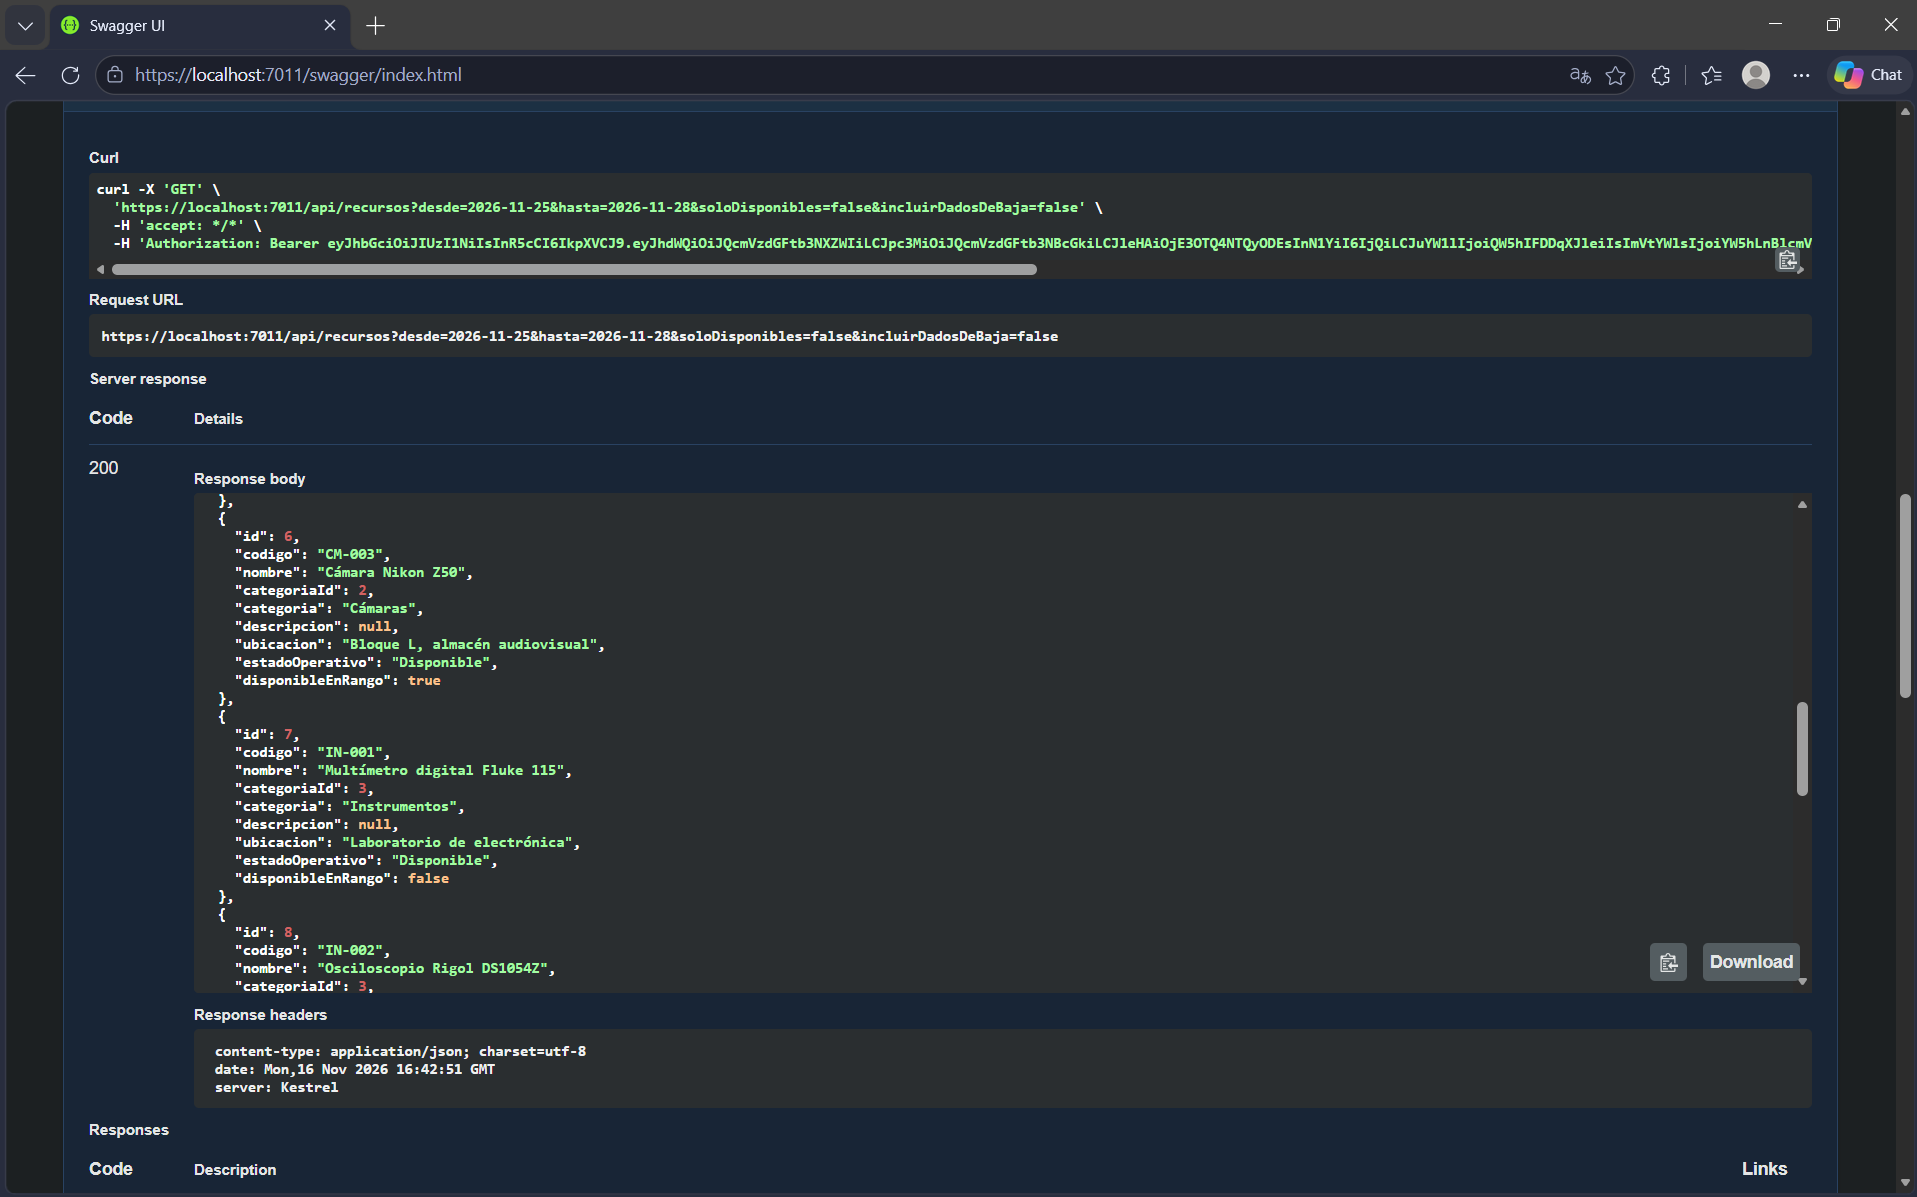 Swagger UI
https://localhost:7011/swagger/index.html
Chat
Curl
curl -X 'GET' \
'https://localhost:7011/api/recursos?desde=2026-11-25&hasta=2026-11-28&soloDisponibles=false&incluirDadosDeBaja=false' \
-H 'accept: */*' \
-H 'Authorization: Bearer
Request URL
https://localhost:7011/api/recursos?desde=2026-11-25&hasta=2026-11-28&soloDisponibles=false&incluirDadosDeBaja=false
Server response
Code Details
200
Response body
},
{
"id": 6,
"codigo": "CM-003",
"nombre": "Cámara Nikon Z50",
"categoriaId": 2,
"categoria": "Cámaras",
"descripcion": null,
"ubicacion": "Bloque L, almacén audiovisual",
"estadoOperativo": "Disponible",
"disponibleEnRango": true
},
{
"id": 7,
"codigo": "IN-001",
"nombre": "Multímetro digital Fluke 115",
"categoriaId": 3,
"categoria": "Instrumentos",
"descripcion": null,
"ubicacion": "Laboratorio de electrónica",
"estadoOperativo": "Disponible",
"disponibleEnRango": false
},
{
"id": 8,
"codigo": "IN-002",
"nombre": "Osciloscopio Rigol DS1054Z",
"categoriaId": 3,
Download
Response headers
content-type: application/json; charset=utf-8
date: Mon,16 Nov 2026 16:42:51 GMT
server: Kestrel
Responses
Code Description Links